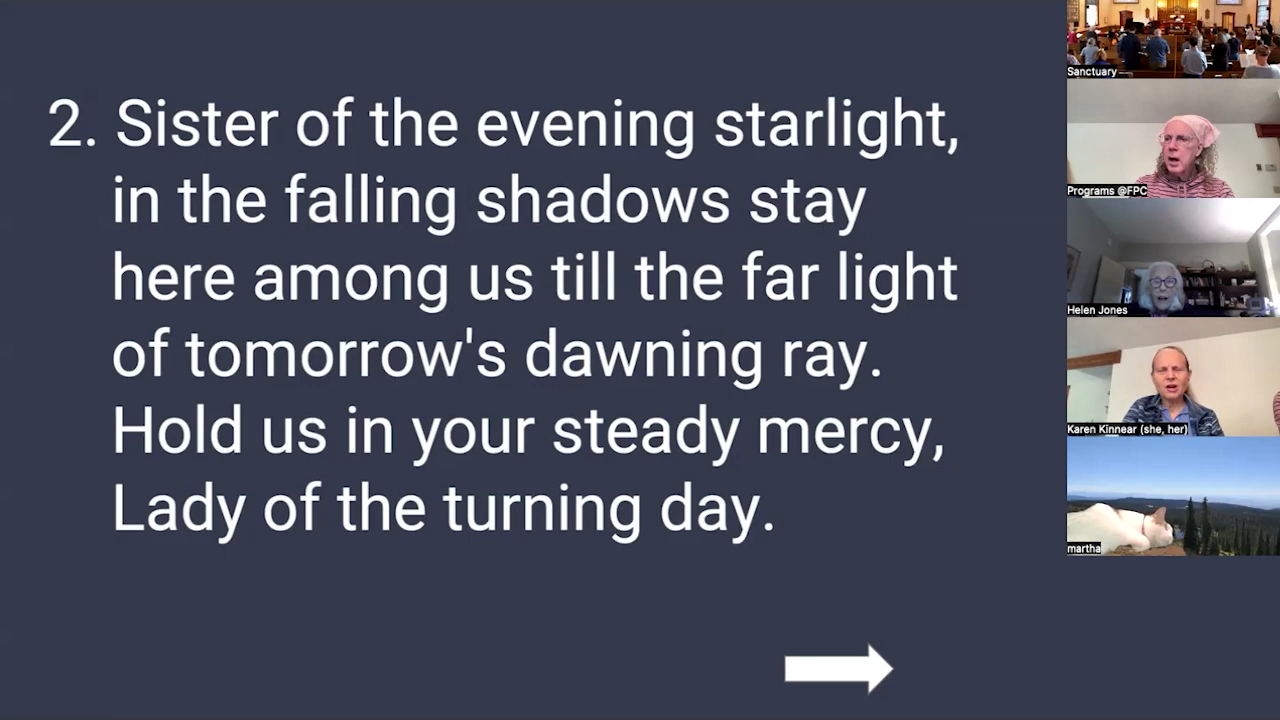 2. Sister of the evening starlight,
in the falling shadows stay
here among us till the far light
of tomorrow's dawning ray.
Hold us in your steady mercy,
Lady of the turning day.
Sanctuary
Programs @FPC
Helen Jones
Karen Kinnear (she, her)
martha